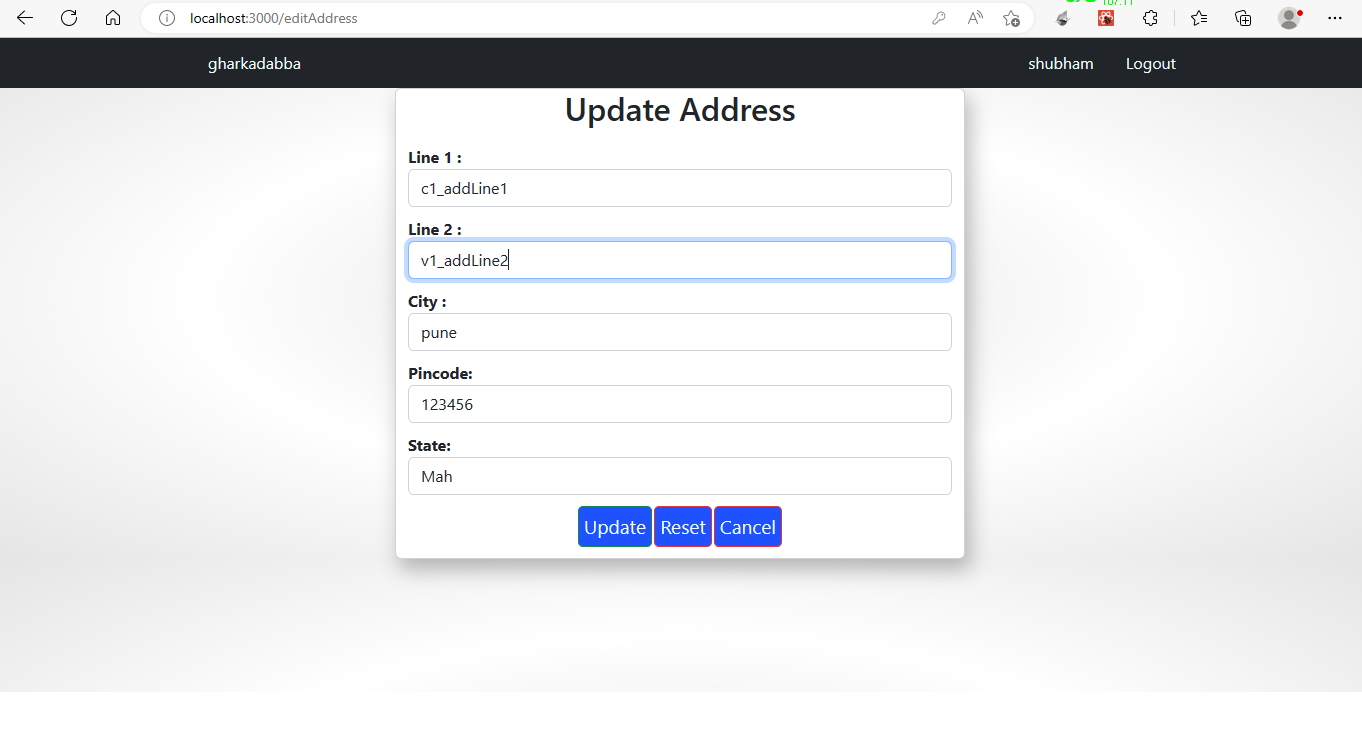 localhost:3000/editAddress
gharkadabba shubham Logout
Update Address
Line 1 :
c1_addLine1
Line 2 :
v1_addLine2
City :
pune
Pincode:
123456
State:
Mah
Update Reset Cancel